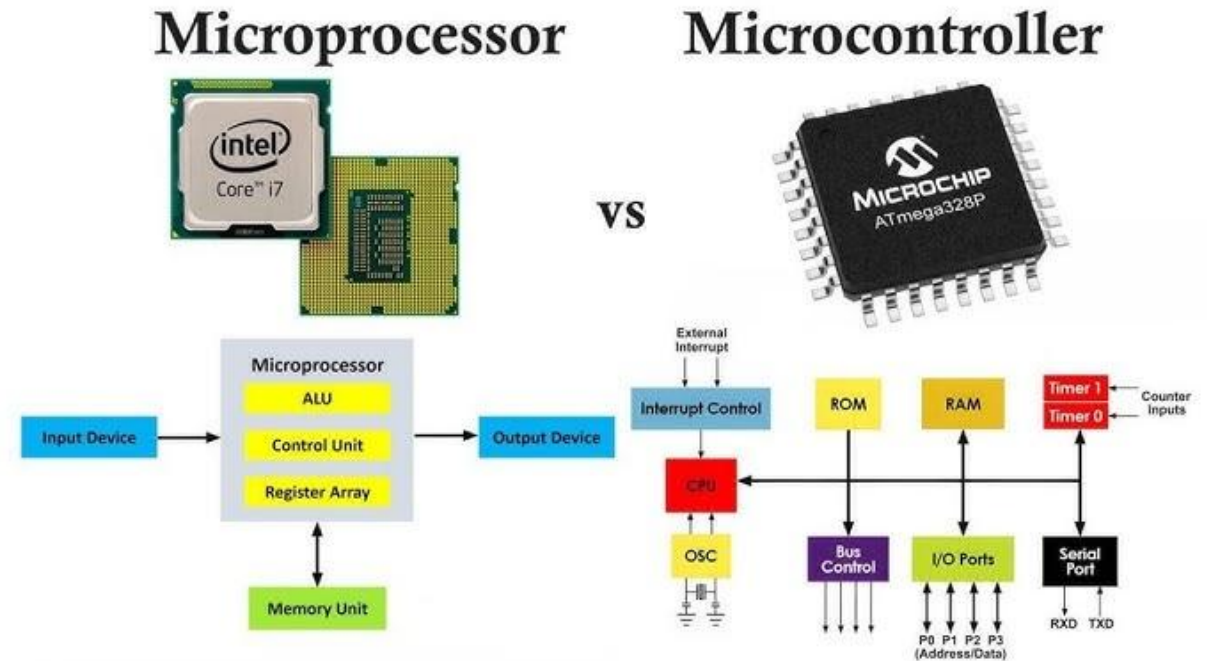 Microprocessor
Microcontroller
intel
Core™ i7
vs
MICROCHIP
ATmega328P
Microprocessor
ALU
Control Unit
Register Array
Input Device
Output Device
Memory Unit
External
Interrupt
Interrupt Control
ROM
RAM
Timer 1
Timer 0
Counter
Inputs
CPU
OSC
Bus
Control
I/O Ports
Serial
Port
P0 P1 P2 P3
(Address/Data)
RXD TXD